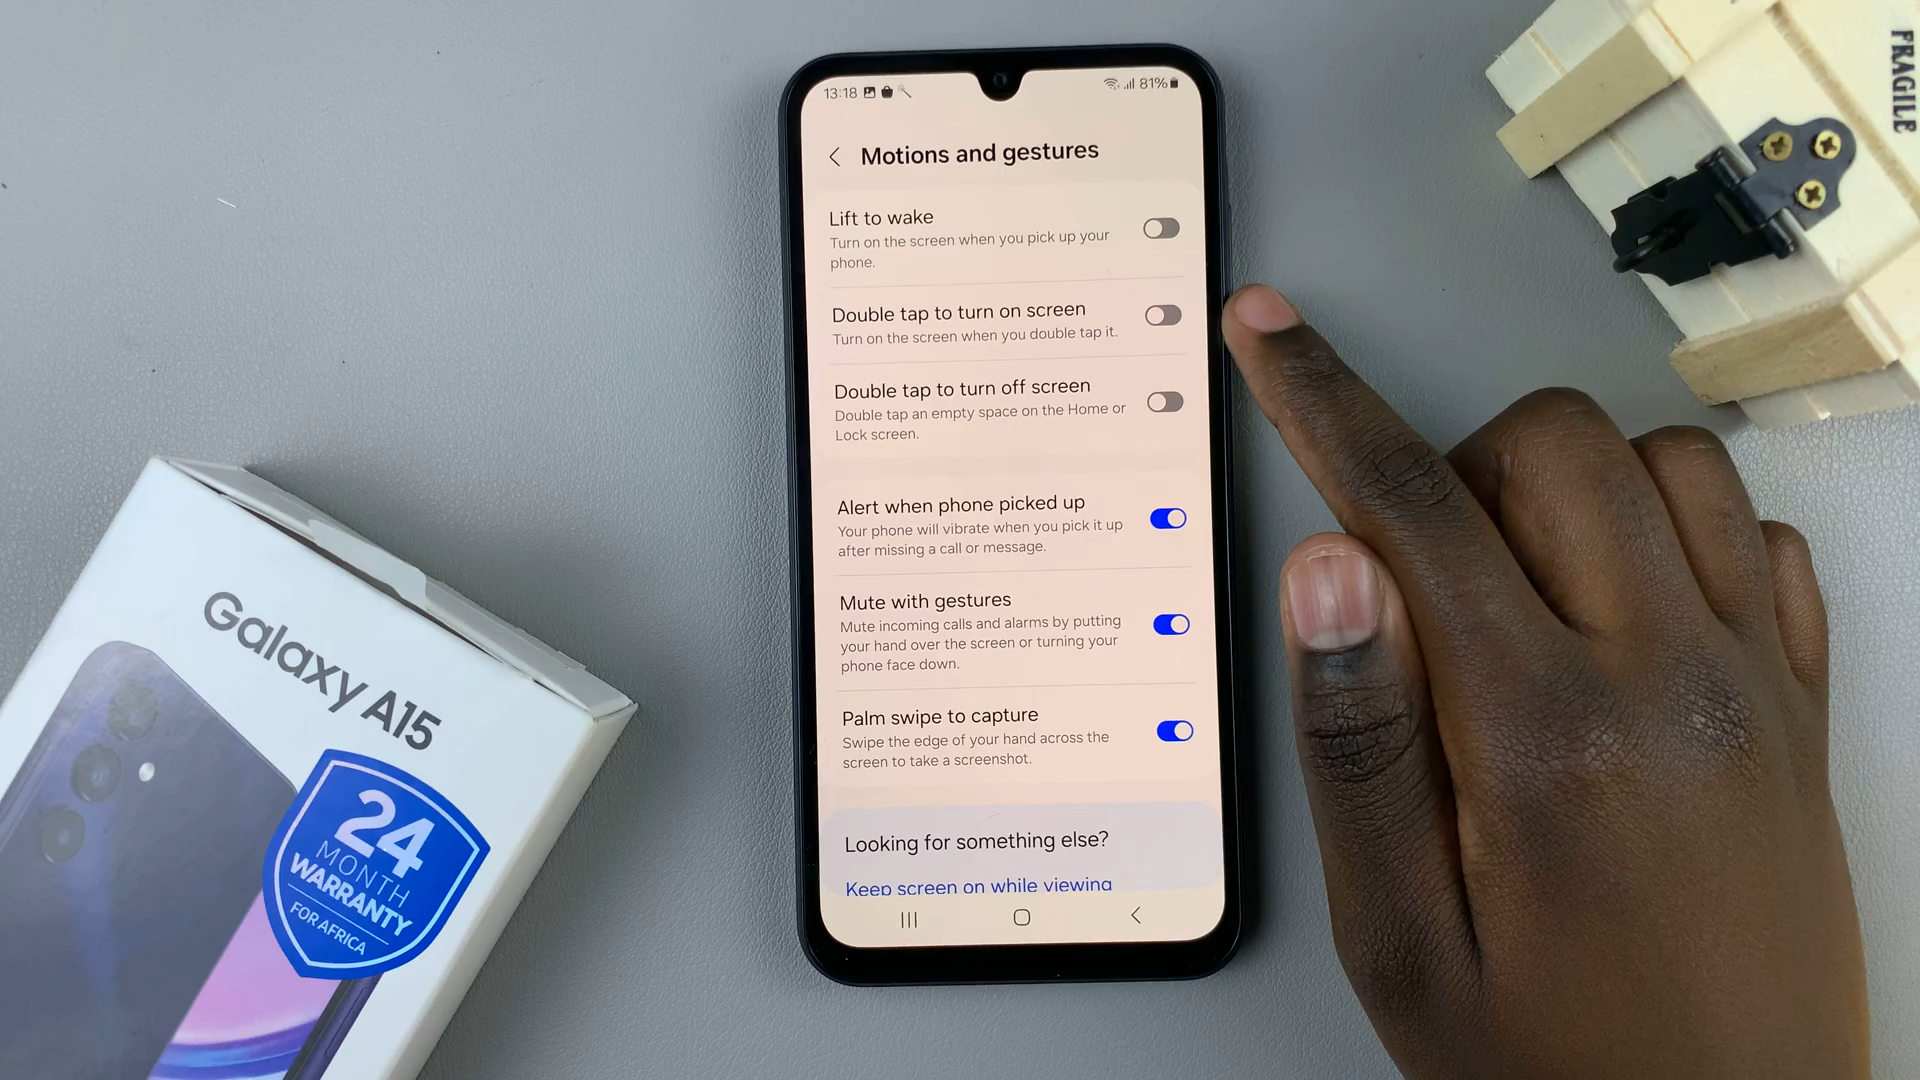 13:18
81%
Motions and gestures
Lift to wake
Turn on the screen when you pick up your
phone.
Double tap to turn on screen
Turn on the screen when you double tap it.
Double tap to turn off screen
Double tap an empty space on the Home or
Lock screen.
Alert when phone picked up
Your phone will vibrate when you pick it up
after missing a call or message.
Mute with gestures
Mute incoming calls and alarms by putting
your hand over the screen or turning your
phone face down.
Palm swipe to capture
Swipe the edge of your hand across the
screen to take a screenshot.
Looking for something else?
Keep screen on while viewing
Galaxy A15
24
MONTH
WARRANTY
FOR AFRICA
FRAGILE